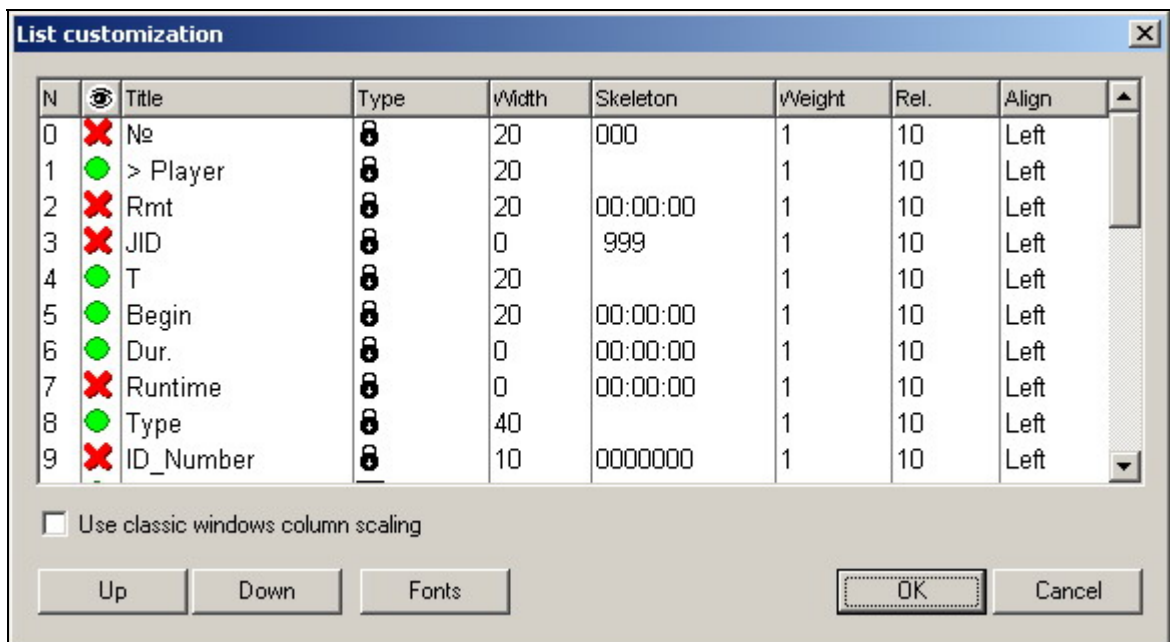 List customization
N Title Type Width Skeleton Weight Rel. Align
0 № 20 000 1 10 Left
1 > Player 20 1 10 Left
2 Rmt 20 00:00:00 1 10 Left
3 JID 0 999 1 10 Left
4 T 20 1 10 Left
5 Begin 20 00:00:00 1 10 Left
6 Dur. 0 00:00:00 1 10 Left
7 Runtime 0 00:00:00 1 10 Left
8 Type 40 1 10 Left
9 ID_Number 10 0000000 1 10 Left
Use classic windows column scaling
Up Down Fonts OK Cancel